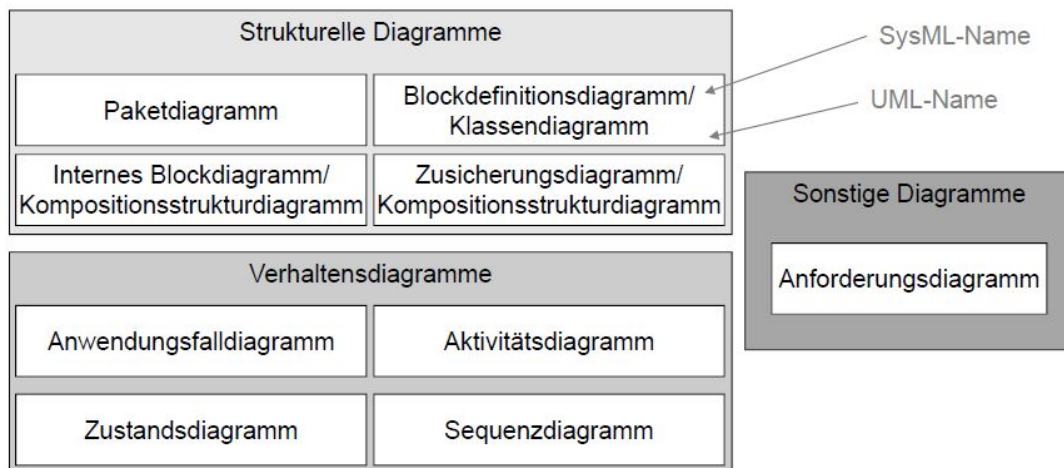 Strukturelle Diagramme
SysML-Name
Paketdiagramm
Blockdefinitionsdiagramm/
Klassendiagramm
UML-Name
Internes Blockdiagramm/
Kompositionsstrukturdiagramm
Zusicherungsdiagramm/
Kompositionsstrukturdiagramm
Sonstige Diagramme
Anforderungsdiagramm
Verhaltensdiagramme
Anwendungsfalldiagramm
Aktivitätsdiagramm
Zustandsdiagramm
Sequenzdiagramm